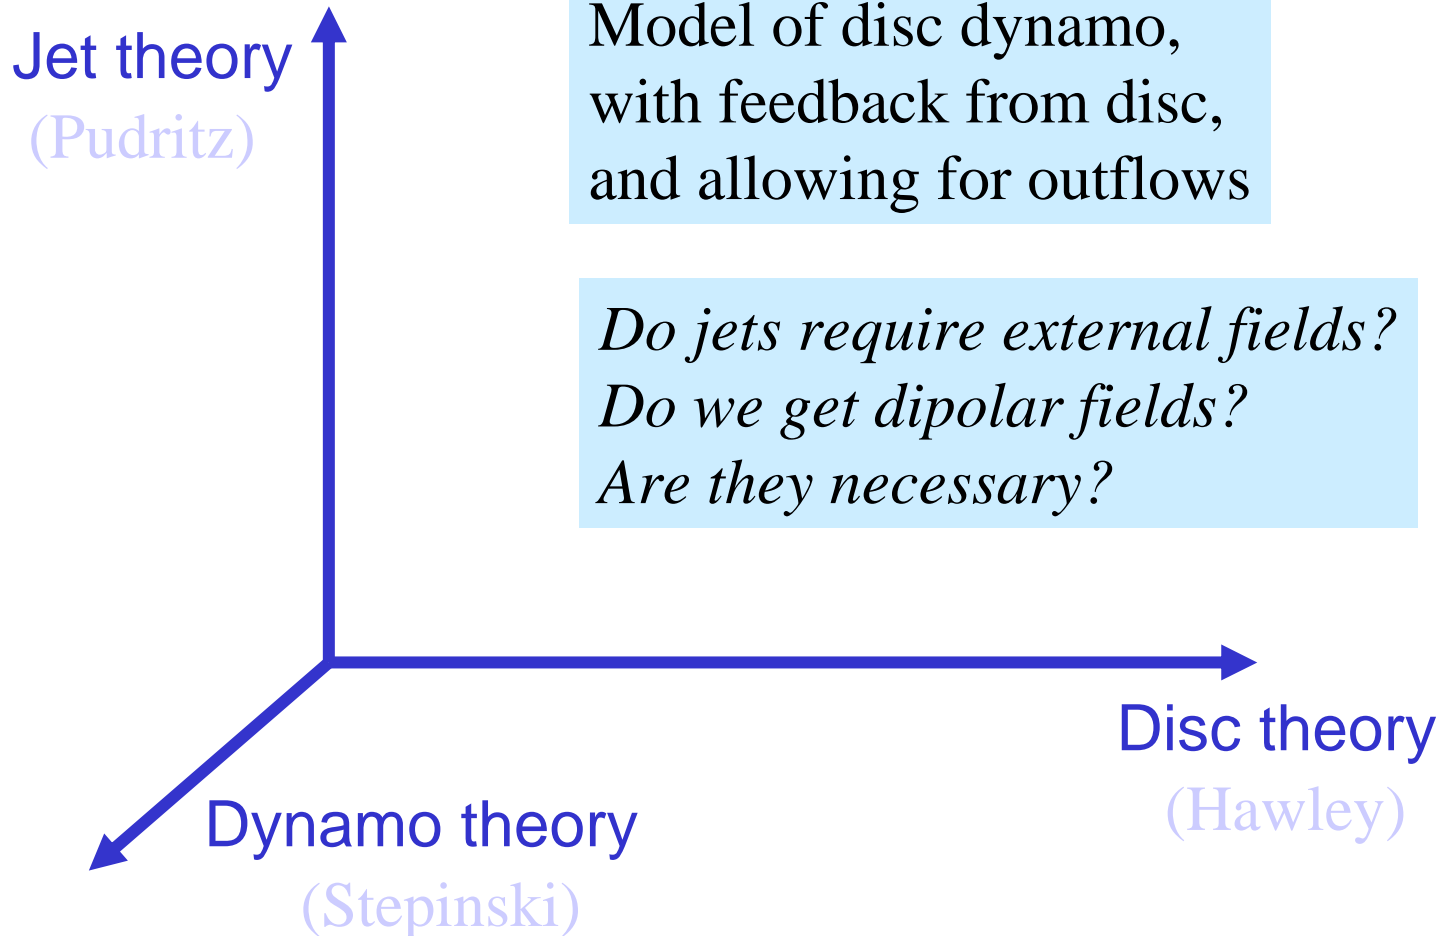 Jet theory
(Pudritz)
Model of disc dynamo,
with feedback from disc,
and allowing for outflows
Do jets require external fields?
Do we get dipolar fields?
Are they necessary?
Disc theory
(Hawley)
Dynamo theory
(Stepinski)